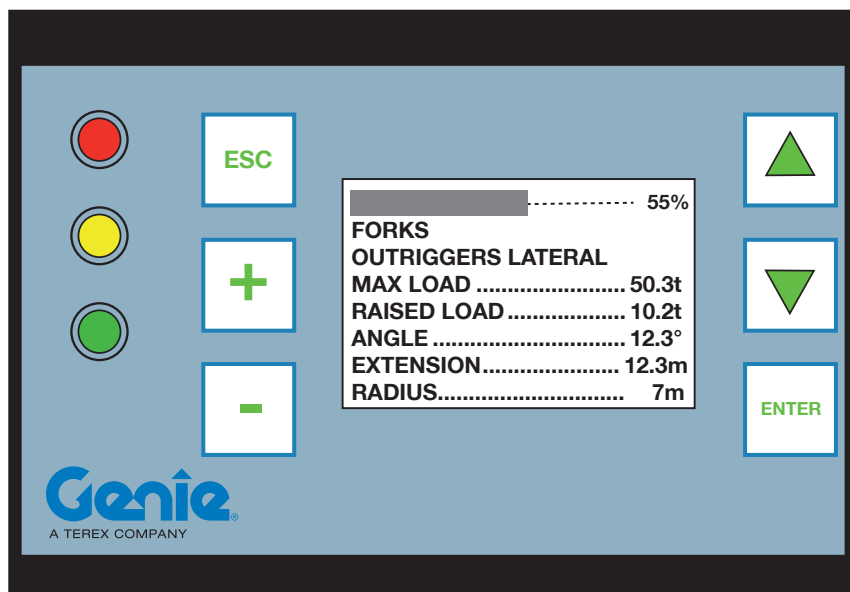 ESC
+
-
55%
FORKS
OUTRIGGERS LATERAL
MAX LOAD ......................... 50.3t
RAISED LOAD.................... 10.2t
ANGLE ................................ 12.3°
EXTENSION....................... 12.3m
RADIUS............................... 7m
ENTER
Genie®
A TEREX COMPANY